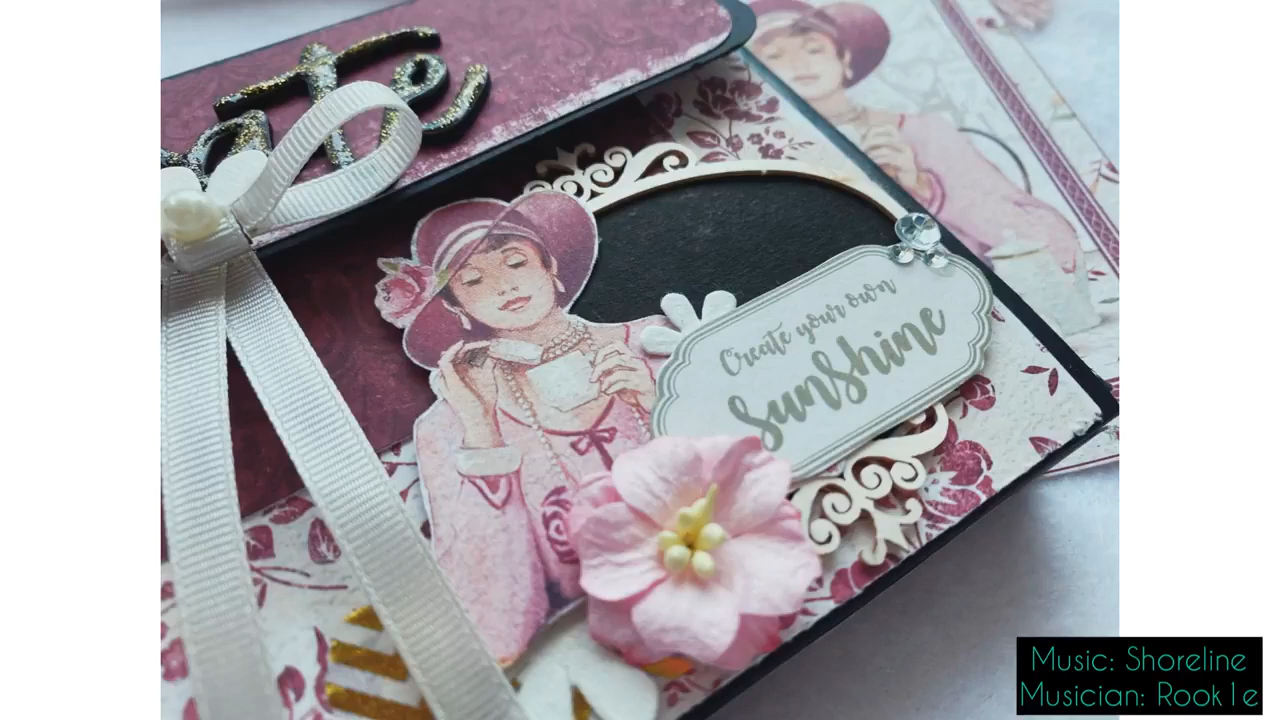 Create your own
Sunshine
Music: Shoreline
Musician: Rook1e